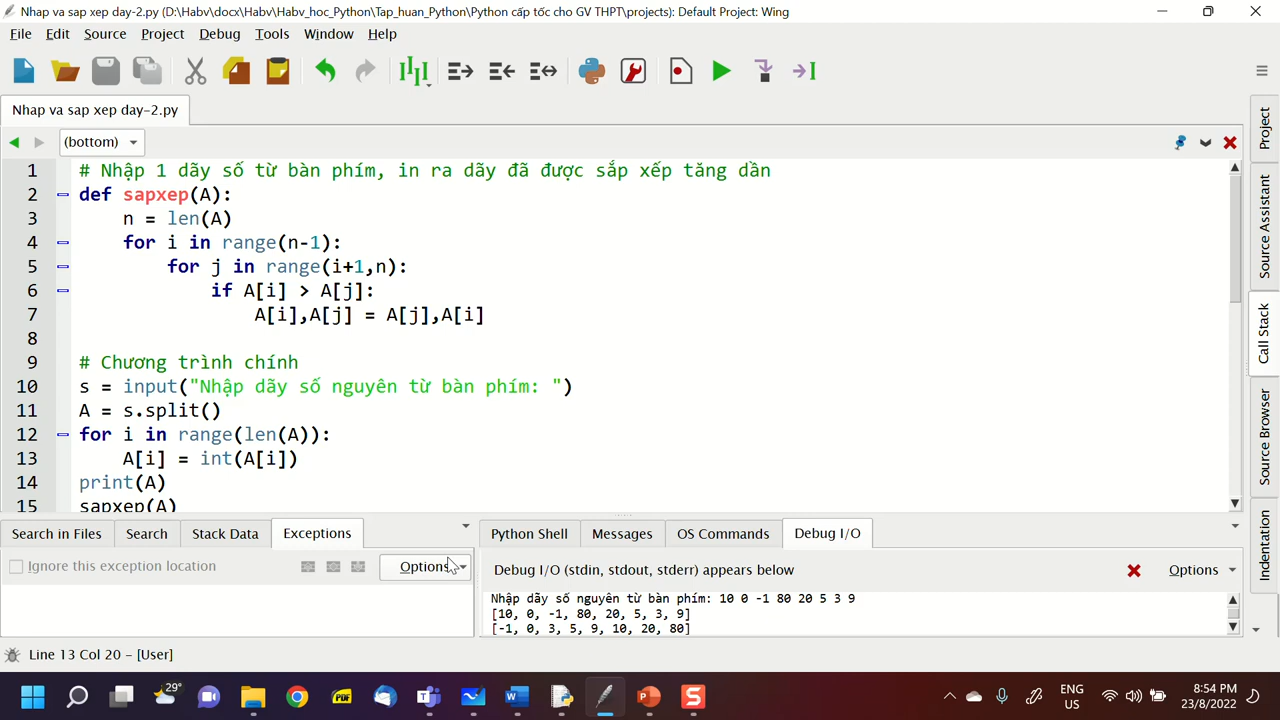 Nhap va sap xep day-2.py (D:\Habv\docx\Habv\Habv_hoc_Python\Tap_huan_Python\Python cấp tốc cho GV THPT\projects): Default Project: Wing
File Edit Source Project Debug Tools Window Help
Nhap va sap xep day-2.py
(bottom)
1 # Nhập 1 dãy số từ bàn phím, in ra dãy đã được sắp xếp tăng dần
2 def sapxep(A):
3 n = len(A)
4 for i in range(n-1):
5 for j in range(i+1,n):
6 if A[i] > A[j]:
7 A[i],A[j] = A[j],A[i]
8
9 # Chương trình chính
10 s = input("Nhập dãy số nguyên từ bàn phím: ")
11 A = s.split()
12 for i in range(len(A)):
13 A[i] = int(A[i])
14 print(A)
15 sapxep(A)
Project
Source Assistant
Call Stack
Source Browser
Indentation
Search in Files Search Stack Data Exceptions
Ignore this exception location Options
Python Shell Messages OS Commands Debug I/O
Debug I/O (stdin, stdout, stderr) appears below Options
Nhập dãy số nguyên từ bàn phím: 10 0 -1 80 20 5 3 9
[10, 0, -1, 80, 20, 5, 3, 9]
[-1, 0, 3, 5, 9, 10, 20, 80]
Line 13 Col 20 – [User]
29°
PDF
ENG
US
8:54 PM
23/8/2022